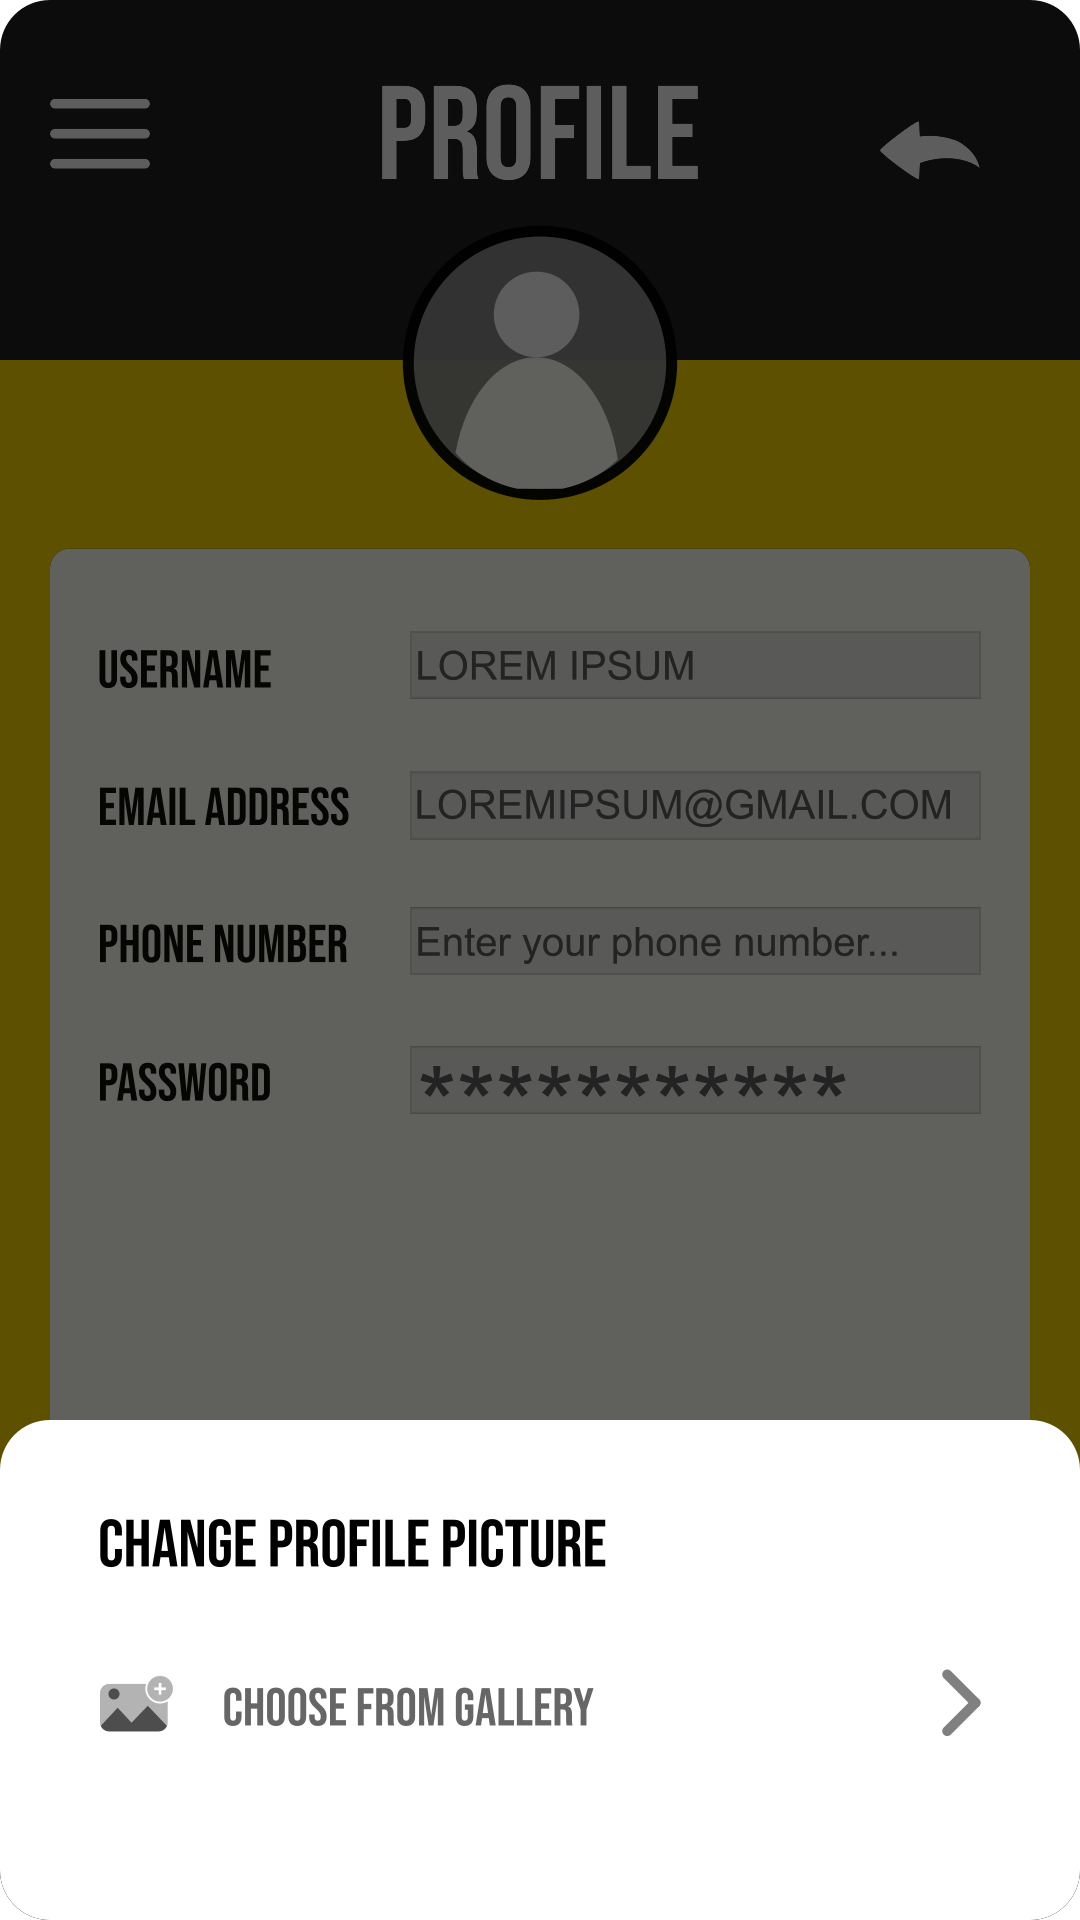 PROFILE
USERNAME
LOREM IPSUM
EMAIL ADDRESS
LOREMIPSUM@GMAIL.COM
PHONE NUMBER
Enter your phone number...
PASSWORD
***********
CHANGE PROFILE PICTURE
CHOOSE FROM GALLERY